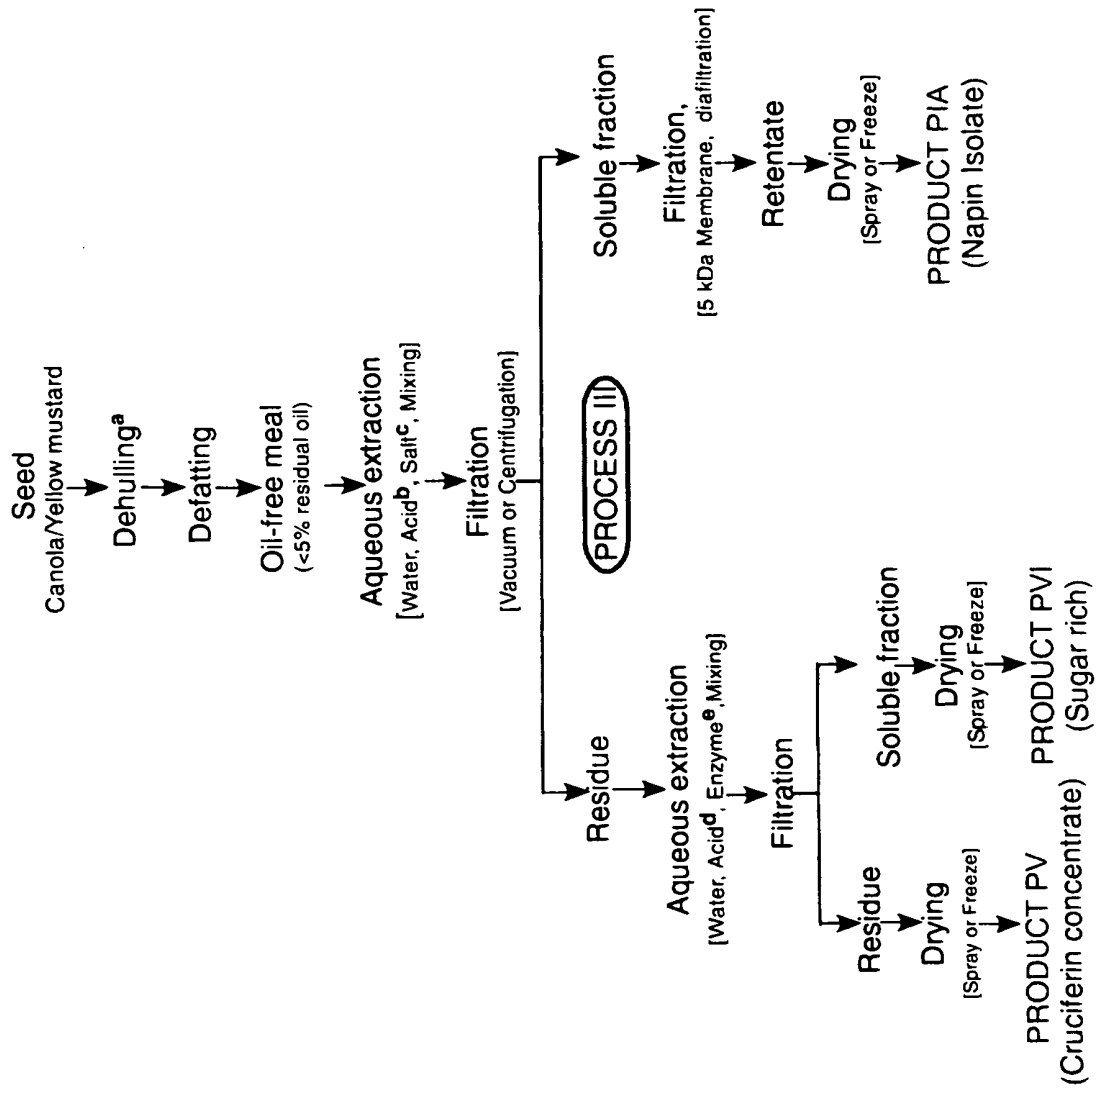 Seed
Canola/Yellow mustard
Dehulling^a
Defatting
Oil-free meal
(<5% residual oil)
Aqueous extraction
[Water, Acid^b, Salt^c, Mixing]
Filtration
[Vacuum or Centrifugation]
PROCESS III
Residue
Aqueous extraction
[Water, Acid^d, Enzyme^e,Mixing]
Filtration
Residue
Drying
[Spray or Freeze]
PRODUCT PV
(Cruciferin concentrate)
Soluble fraction
Drying
[Spray or Freeze]
PRODUCT PVI
(Sugar rich)
Soluble fraction
Filtration,
[5 kDa Membrane, diafiltration]
Retentate
Drying
[Spray or Freeze]
PRODUCT PIA
(Napin Isolate)